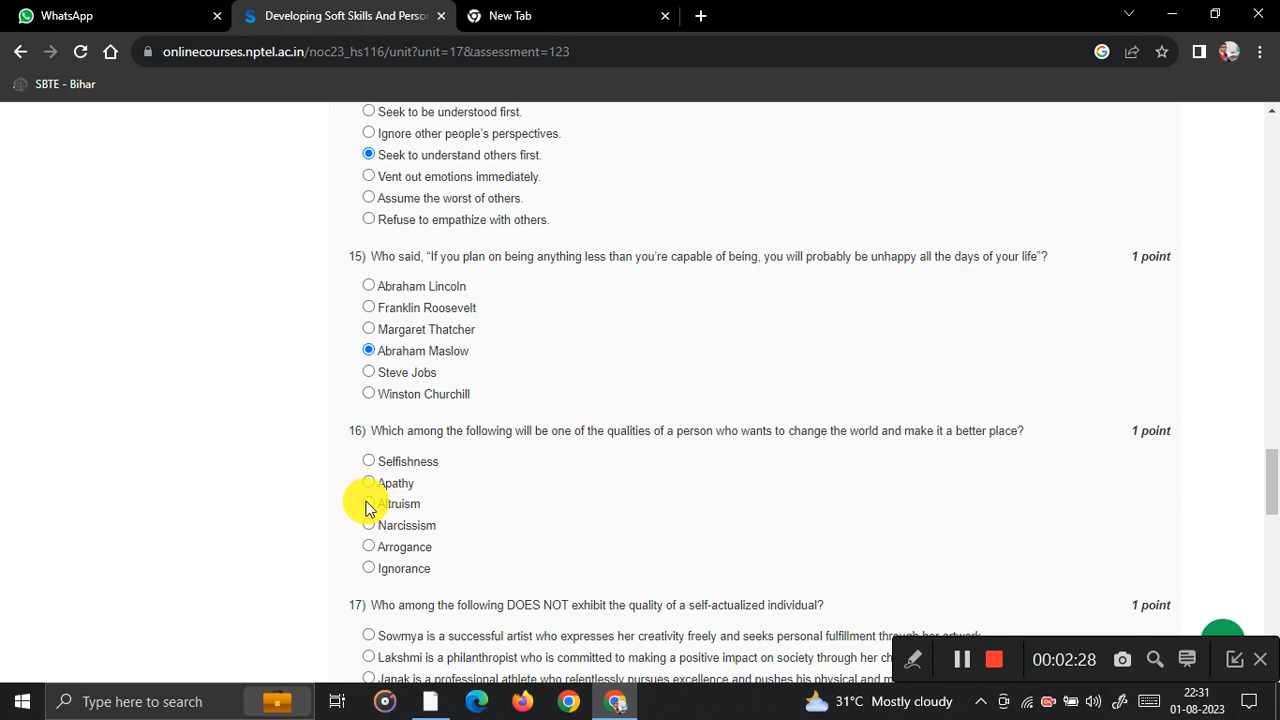 WhatsApp
Developing Soft Skills And Perso
New Tab
onlinecourses.nptel.ac.in/noc23_hs116/unit?unit=17&assessment=123
SBTE - Bihar
Seek to be understood first.
Ignore other people's perspectives.
Seek to understand others first.
Vent out emotions immediately.
Assume the worst of others.
Refuse to empathize with others.
15) Who said, “If you plan on being anything less than you’re capable of being, you will probably be unhappy all the days of your life”? 1 point
Abraham Lincoln
Franklin Roosevelt
Margaret Thatcher
Abraham Maslow
Steve Jobs
Winston Churchill
16) Which among the following will be one of the qualities of a person who wants to change the world and make it a better place? 1 point
Selfishness
Apathy
Altruism
Narcissism
Arrogance
Ignorance
17) Who among the following DOES NOT exhibit the quality of a self-actualized individual? 1 point
Sowmya is a successful artist who expresses her creativity freely and seeks personal fulfillment through her artwork.
Lakshmi is a philanthropist who is committed to making a positive impact on society through her ch
Janak is a professional athlete who relentlessly pursues excellence and pushes his physical and m
00:02:28
Type here to search
31°C Mostly cloudy
22:31
01-08-2023